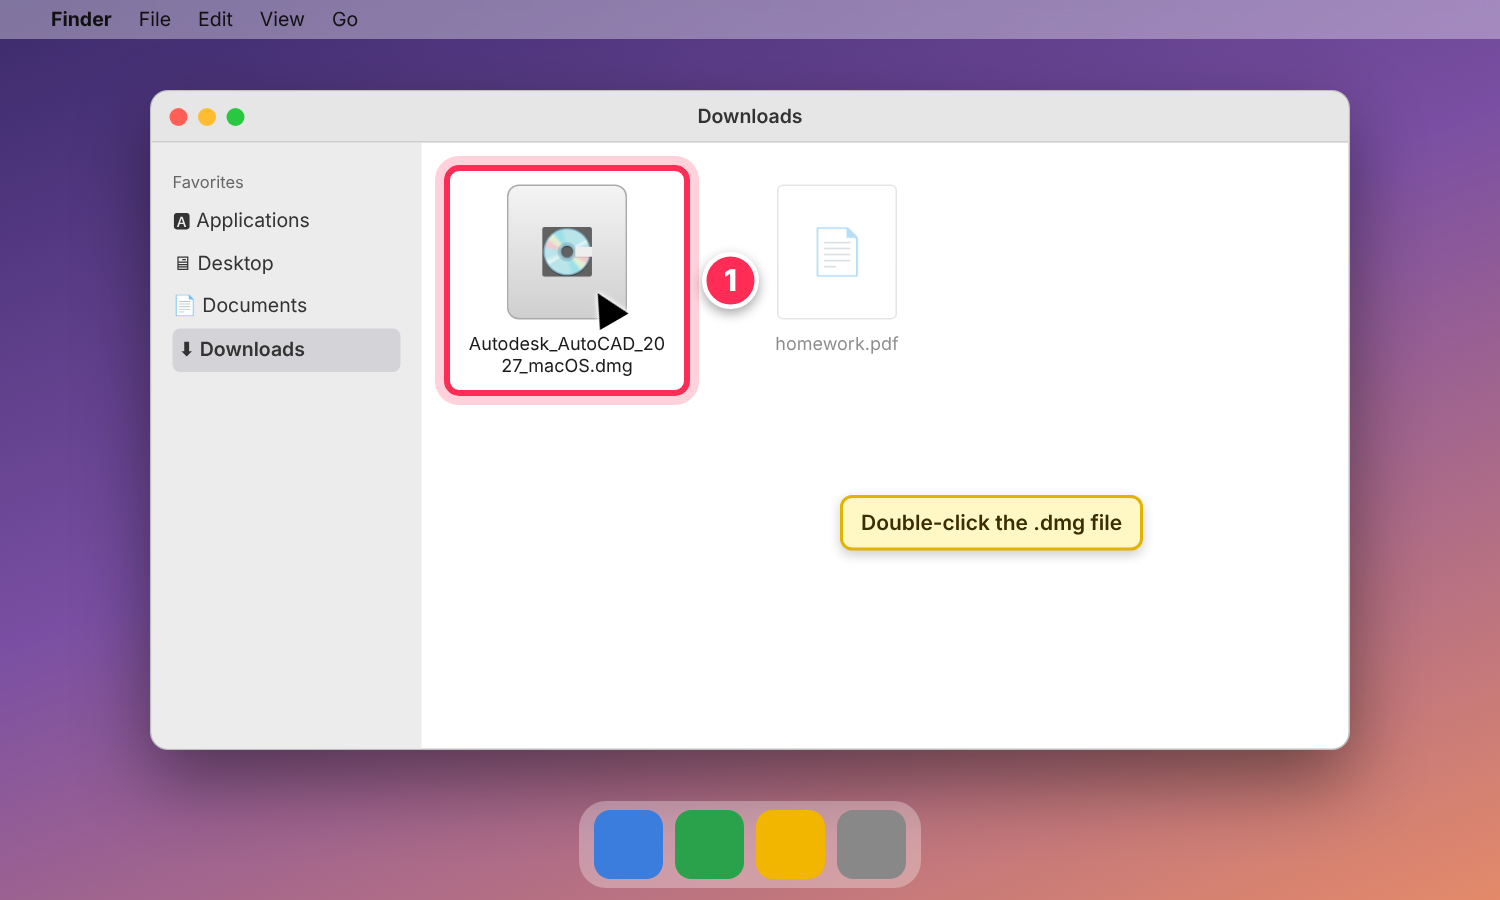 Finder File Edit View Go
Downloads
Favorites
A Applications
Desktop
Documents
Downloads
Autodesk_AutoCAD_20
27_macOS.dmg
1
homework.pdf
Double-click the .dmg file